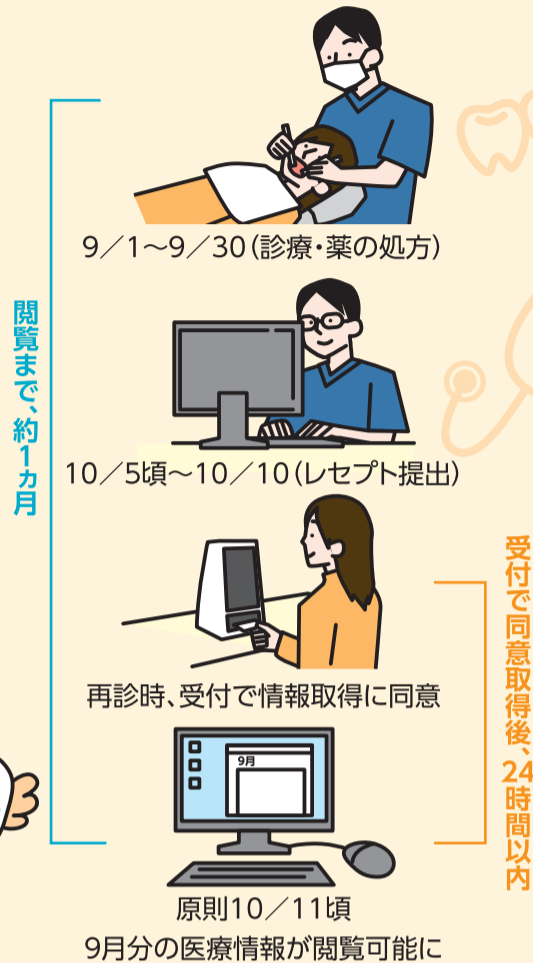 9／1～9／30（診療・薬の処方）
閲覧まで、約1ヵ月
10／5頃～10／10（レセプト提出）
再診時、受付で情報取得に同意
受付で同意取得後、24時間以内
9月
原則10／11頃
9月分の医療情報が閲覧可能に